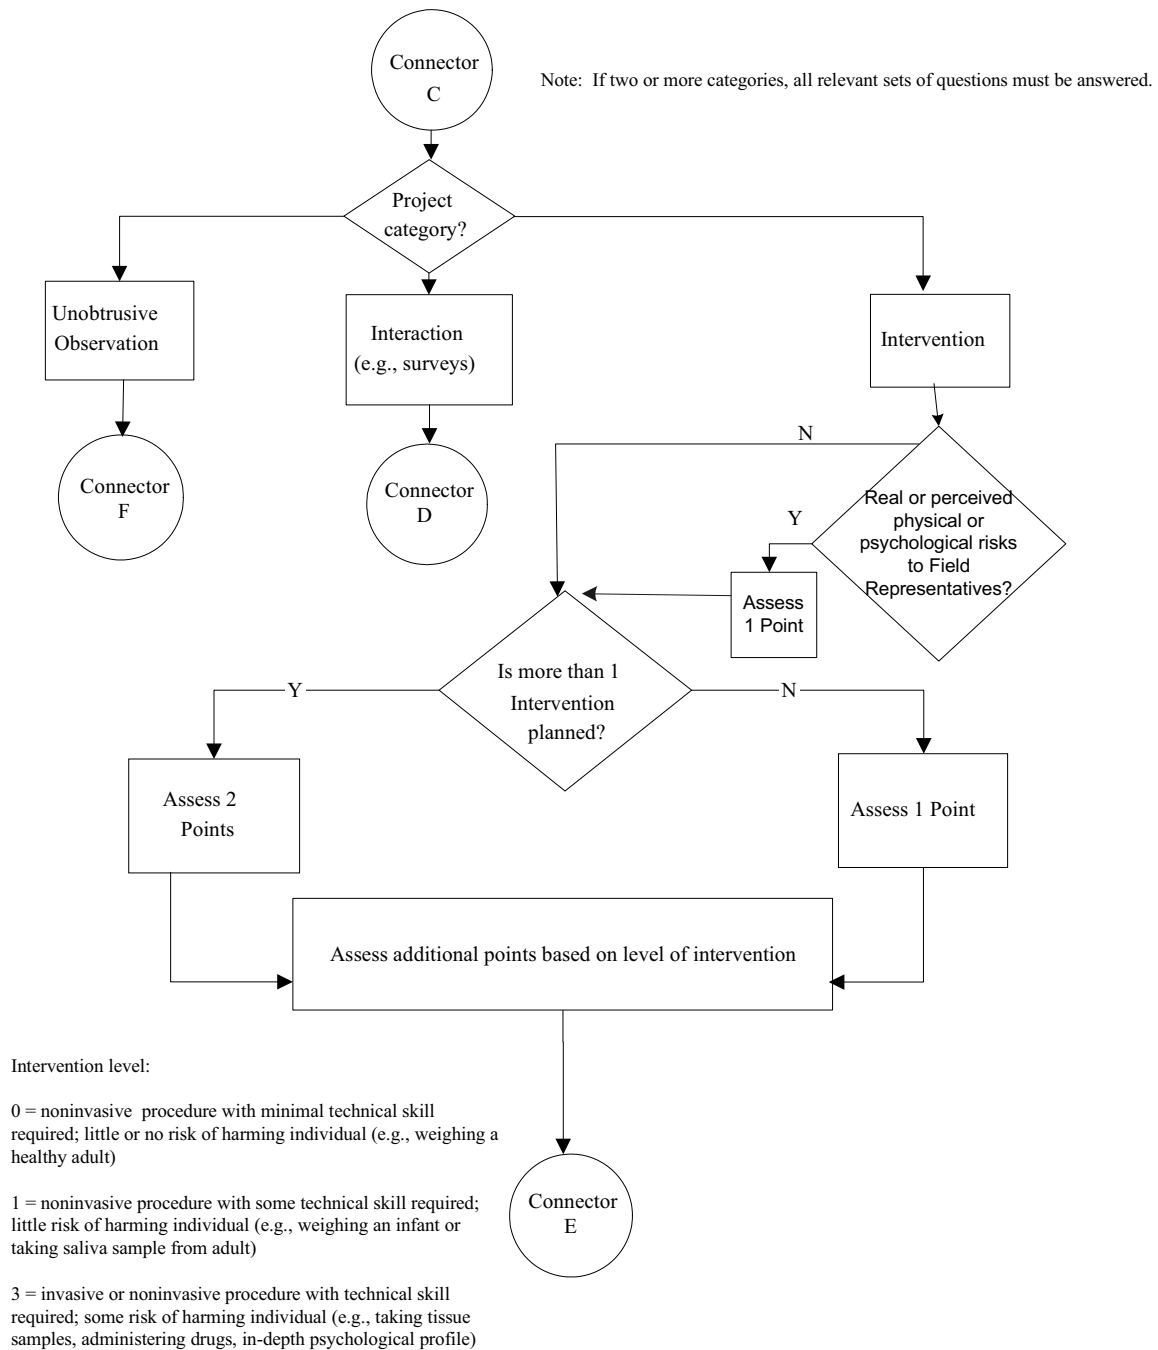 Connector
C
Note: If two or more categories, all relevant sets of questions must be answered.
Project
category?
Unobtrusive
Observation
Interaction
(e.g., surveys)
Intervention
Connector
F
Connector
D
N
Y
Real or perceived
physical or
psychological risks
to Field
Representatives?
Assess
1 Point
Is more than 1
Intervention
planned?
Y
N
Assess 2
Points
Assess 1 Point
Assess additional points based on level of intervention
Intervention level:
0 = noninvasive procedure with minimal technical skill
required; little or no risk of harming individual (e.g., weighing a
healthy adult)
1 = noninvasive procedure with some technical skill required;
little risk of harming individual (e.g., weighing an infant or
taking saliva sample from adult)
3 = invasive or noninvasive procedure with technical skill
required; some risk of harming individual (e.g., taking tissue
samples, administering drugs, in-depth psychological profile)
Connector
E